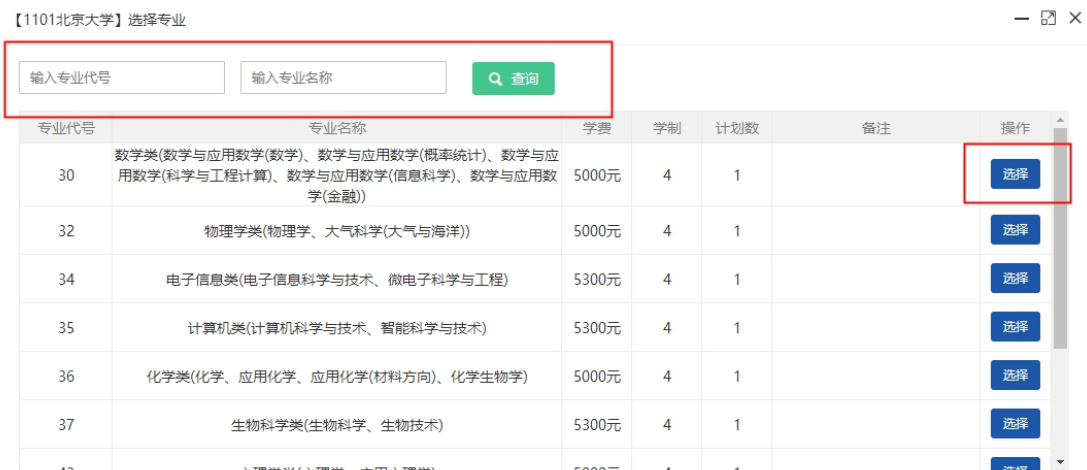 【1101北京大学】选择专业
输入专业代号 输入专业名称 查询
专业代号 专业名称 学费 学制 计划数 备注 操作
数学类(数学与应用数学(数学)、数学与应用数学(概率统计)、数学与应
30 用数学(科学与工程计算)、数学与应用数学(信息科学)、数学与应用数 5000元 4 1 选择
学(金融))
32 物理学类(物理学、大气科学(大气与海洋)) 5000元 4 1 选择
34 电子信息类(电子信息科学与技术、微电子科学与工程) 5300元 4 1 选择
35 计算机类(计算机科学与技术、智能科学与技术) 5300元 4 1 选择
36 化学类(化学、应用化学、应用化学(材料方向)、化学生物学) 5000元 4 1 选择
37 生物科学类(生物科学、生物技术) 5300元 4 1 选择